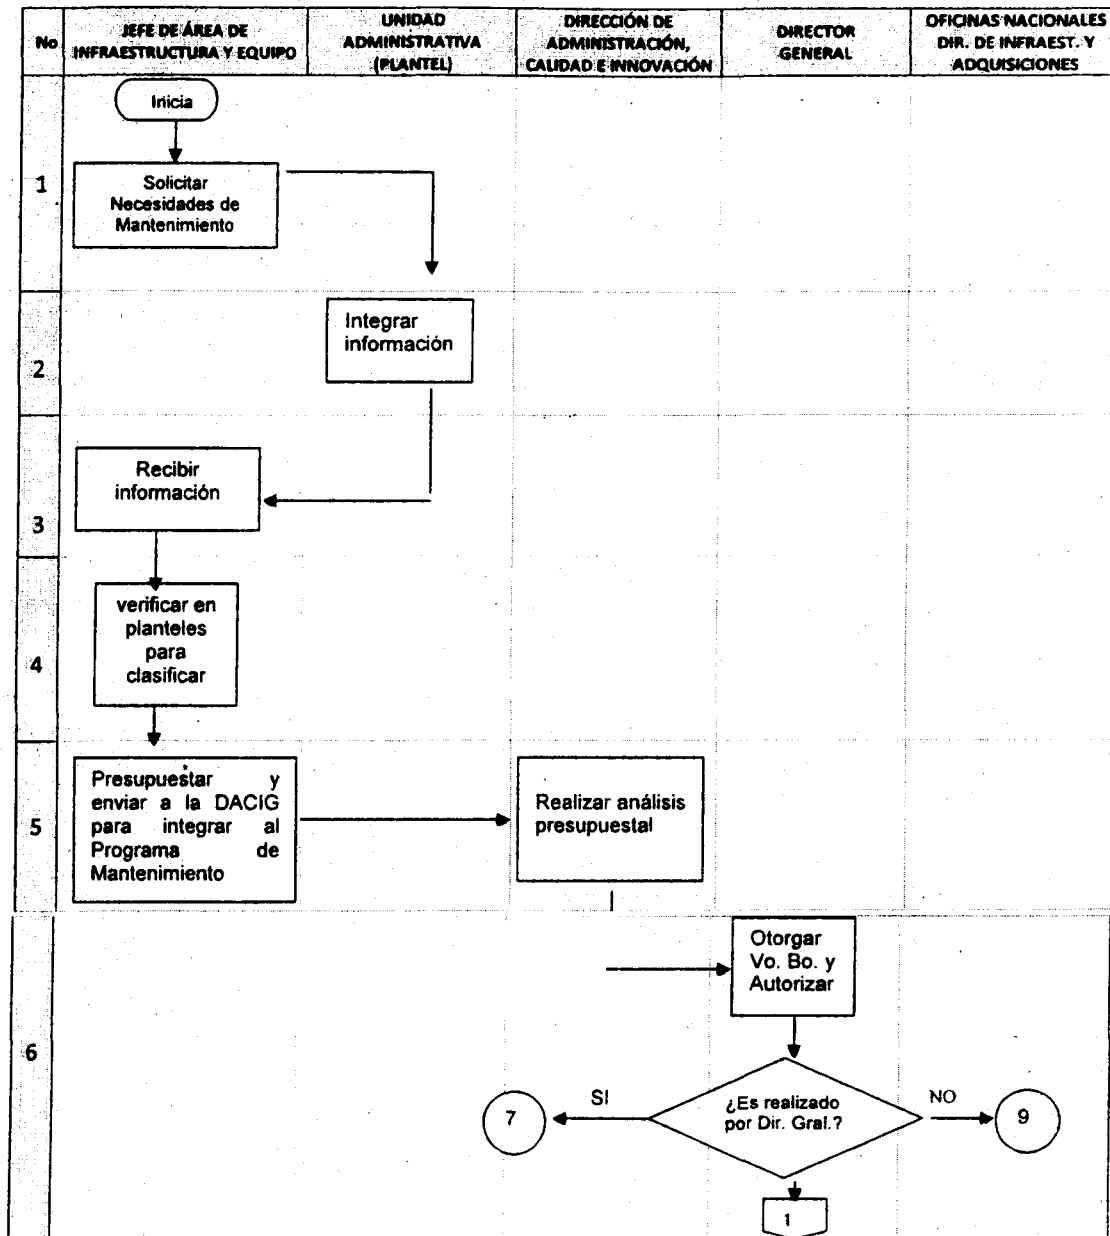 No
JEFE DE ÁREA DE
INFRAESTRUCTURA Y EQUIPO
UNIDAD
ADMINISTRATIVA
(PLANTEL)
DIRECCIÓN DE
ADMINISTRACIÓN,
CALIDAD E INNOVACIÓN
DIRECTOR
GENERAL
OFICINAS NACIONALES
DIR. DE INFRAEST. Y
ADQUISICIONES
Inicia
1
Solicitar
Necesidades de
Mantenimiento
2
Integrar
información
3
Recibir
información
4
verificar en
planteles
para
clasificar
5
Presupuestar y
enviar a la DACIG
para integrar al
Programa de
Mantenimiento
Realizar análisis
presupuestal
6
Otorgar
Vo. Bo. y
Autorizar
¿Es realizado
por Dir. Gral.?
SI
7
NO
9
1